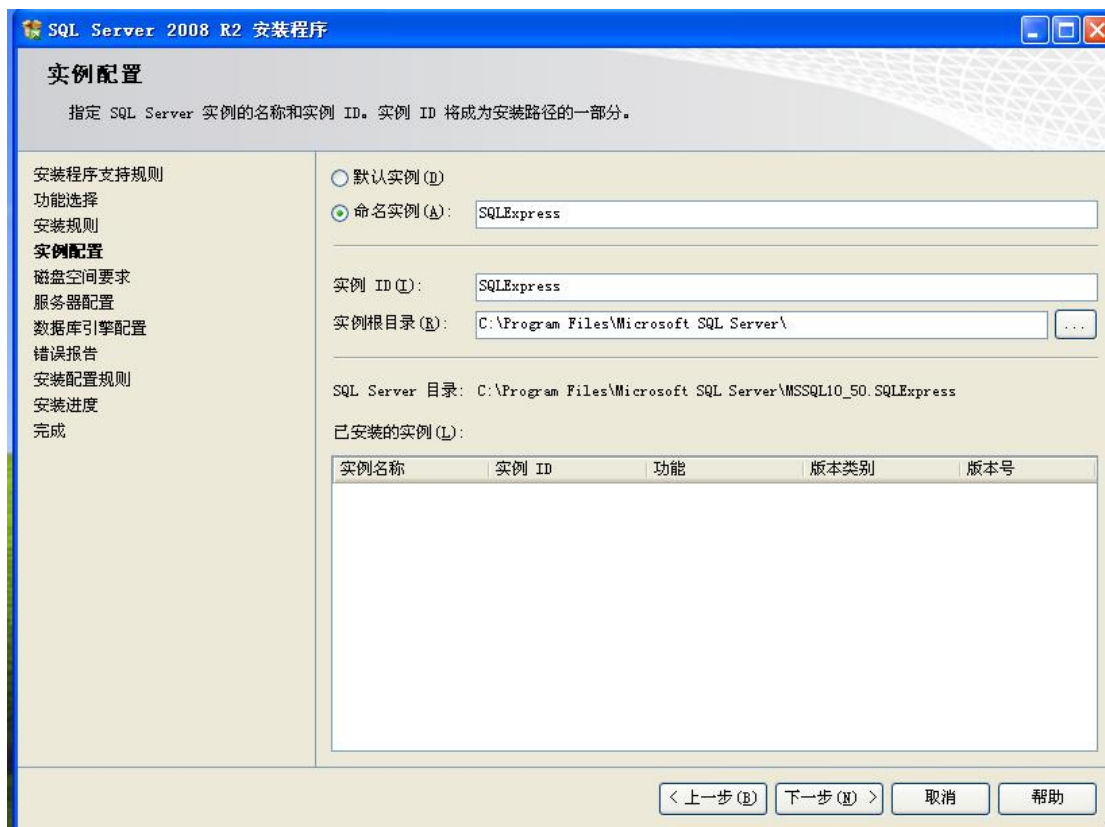 SQL Server 2008 R2 安装程序
实例配置
指定 SQL Server 实例的名称和实例 ID。实例 ID 将成为安装路径的一部分。
安装程序支持规则
功能选择
安装规则
实例配置
磁盘空间要求
服务器配置
数据库引擎配置
错误报告
安装配置规则
安装进度
完成
默认实例(D)
命名实例(A): SQLExpress
实例 ID(I): SQLExpress
实例根目录(R): C:\Program Files\Microsoft SQL Server\ ...
SQL Server 目录: C:\Program Files\Microsoft SQL Server\MSSQL10_50.SQLExpress
已安装的实例(L):
实例名称 实例 ID 功能 版本类别 版本号
< 上一步(B) 下一步(N) > 取消 帮助